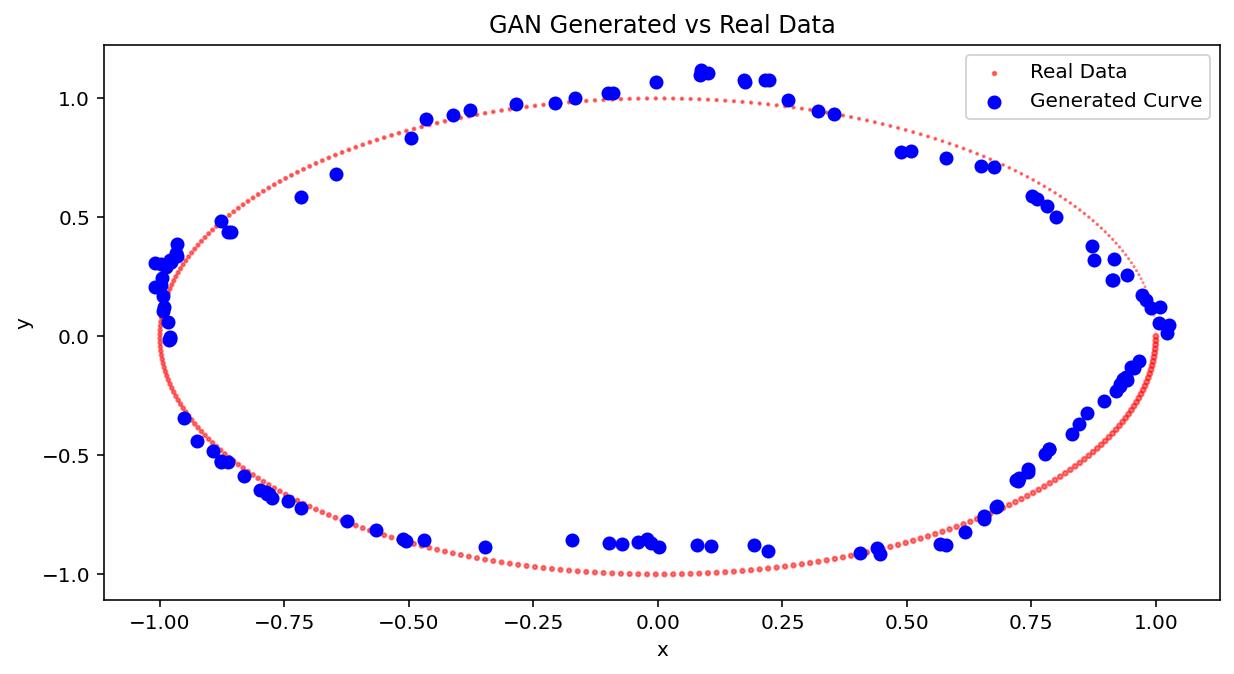 GAN Generated vs Real Data
Real Data
Generated Curve
1.0
0.5
0.0
−0.5
−1.0
y
−1.00 −0.75 −0.50 −0.25 0.00 0.25 0.50 0.75 1.00
x